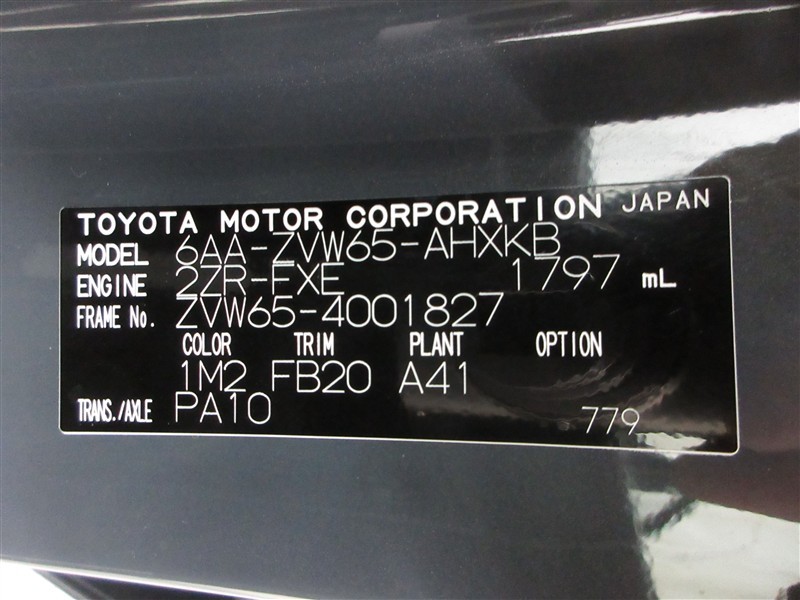 TOYOTA MOTOR CORPORATION JAPAN
MODEL 6AA-ZVW65-AHXKB
ENGINE 2ZR-FXE 1797 mL
FRAME No. ZVW65-4001827
COLOR TRIM PLANT OPTION
1M2 FB20 A41
TRANS./AXLE PA10 779